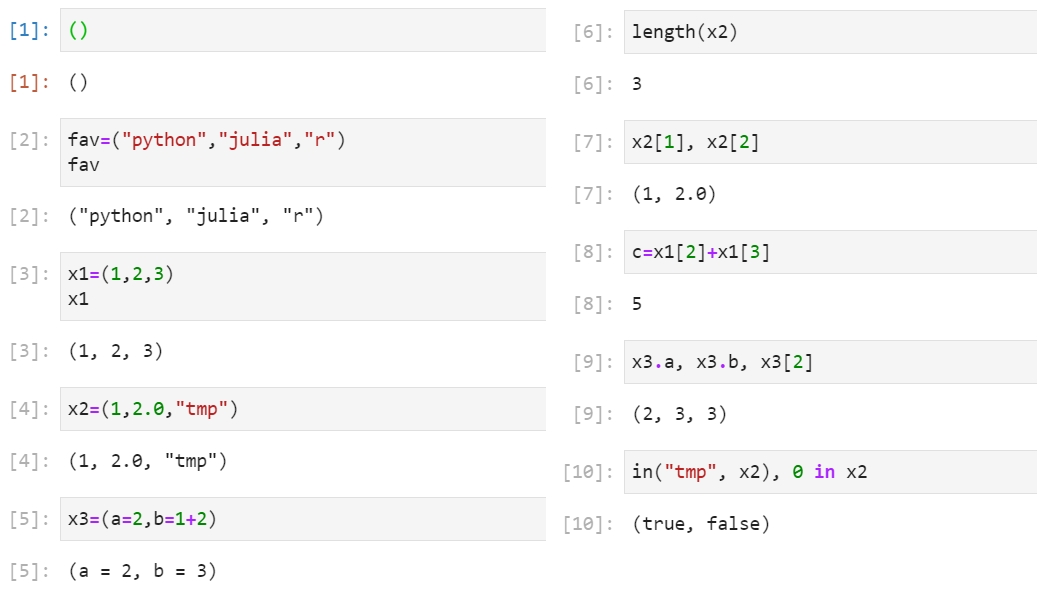 [1]: ()
[1]: ()
[2]: fav=("python","julia","r")
fav
[2]: ("python", "julia", "r")
[3]: x1=(1,2,3)
x1
[3]: (1, 2, 3)
[4]: x2=(1,2.0,"tmp")
[4]: (1, 2.0, "tmp")
[5]: x3=(a=2,b=1+2)
[5]: (a = 2, b = 3)
[6]: length(x2)
[6]: 3
[7]: x2[1], x2[2]
[7]: (1, 2.0)
[8]: c=x1[2]+x1[3]
[8]: 5
[9]: x3.a, x3.b, x3[2]
[9]: (2, 3, 3)
[10]: in("tmp", x2), 0 in x2
[10]: (true, false)